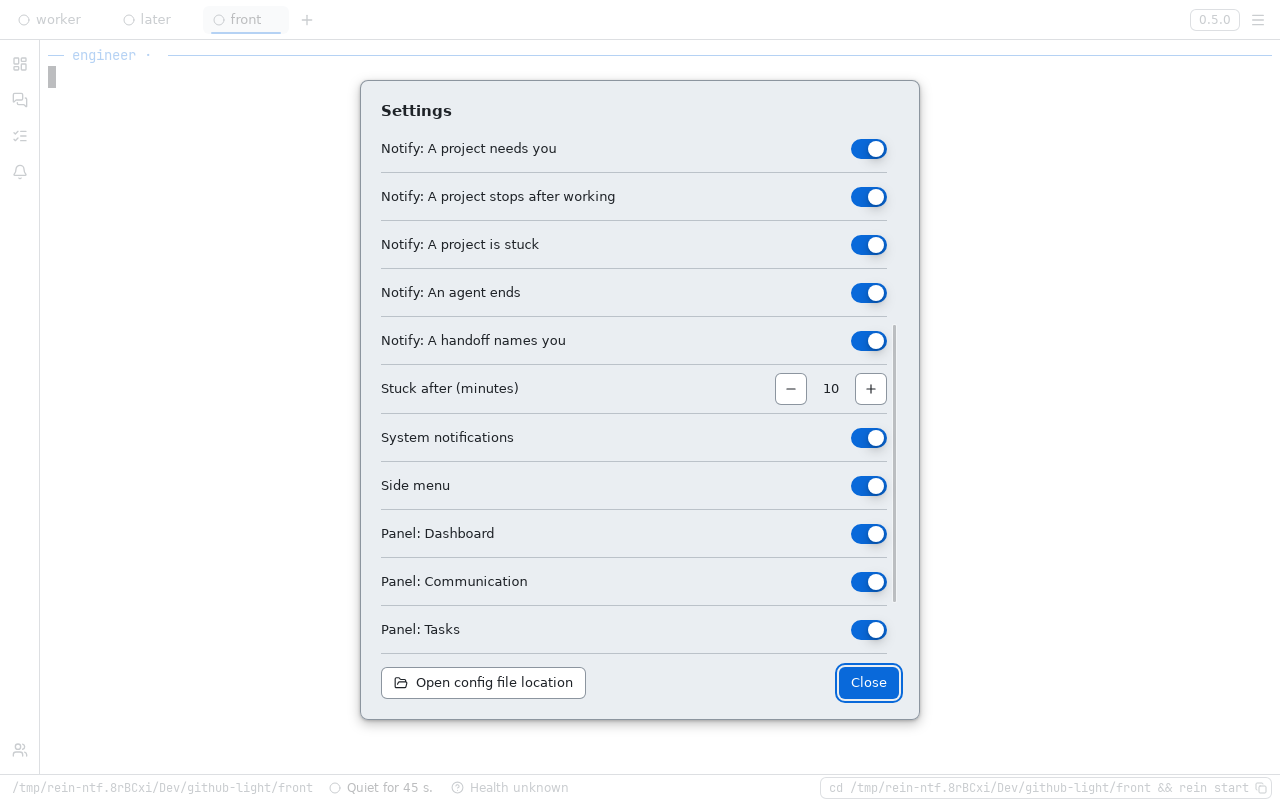 worker
later
front
0.5.0
engineer ·
Settings
Notify: A project needs you
Notify: A project stops after working
Notify: A project is stuck
Notify: An agent ends
Notify: A handoff names you
Stuck after (minutes)
10
System notifications
Side menu
Panel: Dashboard
Panel: Communication
Panel: Tasks
Open config file location
Close
/tmp/rein-ntf.8rBCxi/Dev/github-light/front
Quiet for 45 s.
Health unknown
cd /tmp/rein-ntf.8rBCxi/Dev/github-light/front && rein start